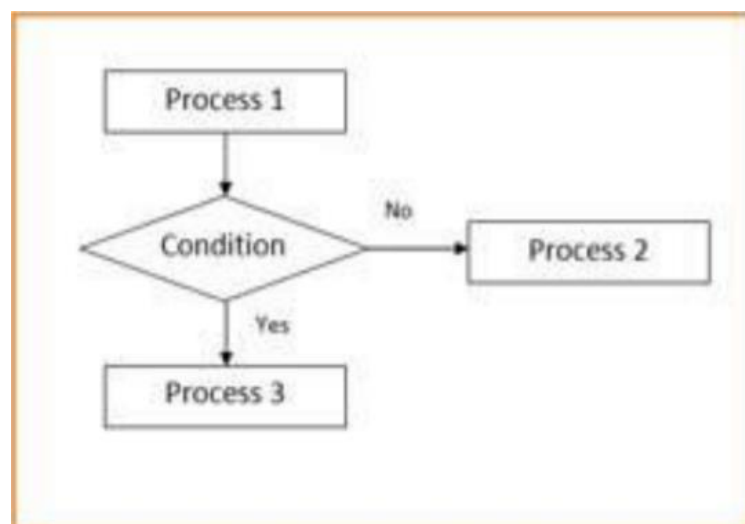 Process 1
Condition
No
Process 2
Yes
Process 3